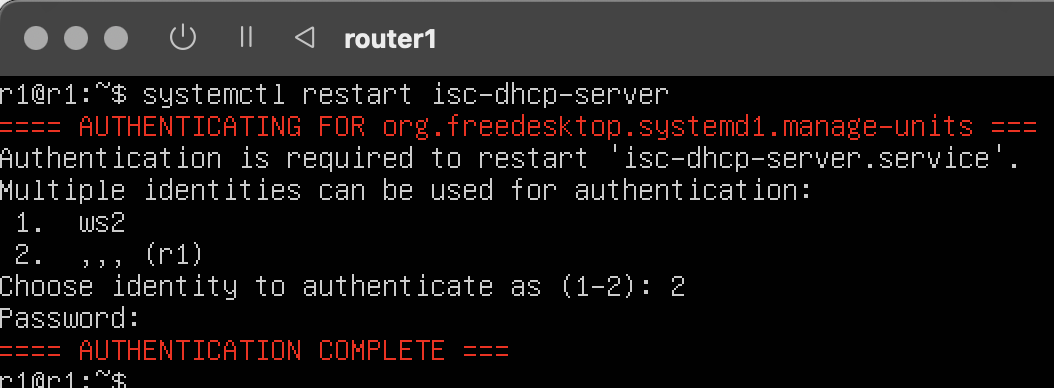 router1
r1@r1:~$ systemctl restart isc-dhcp-server
==== AUTHENTICATING FOR org.freedesktop.systemd1.manage-units ===
Authentication is required to restart 'isc-dhcp-server.service'.
Multiple identities can be used for authentication:
 1.  ws2
 2.  ,,, (r1)
Choose identity to authenticate as (1-2): 2
Password:
==== AUTHENTICATION COMPLETE ===
r1@r1:~$